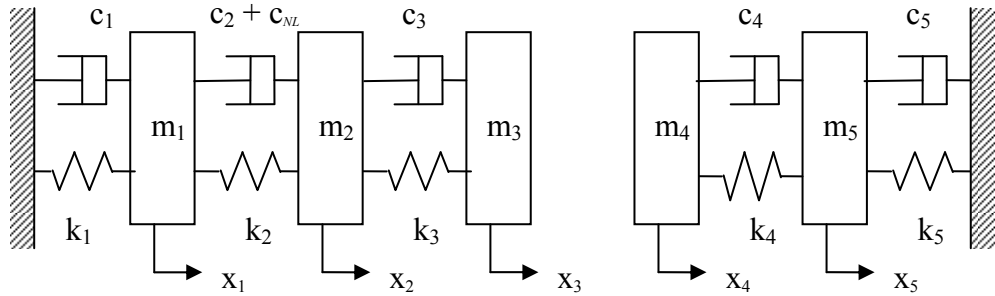 c₁ c₂ + c_NL c₃ c₄ c₅
m₁ m₂ m₃ m₄ m₅
k₁ k₂ k₃ k₄ k₅
x₁ x₂ x₃ x₄ x₅